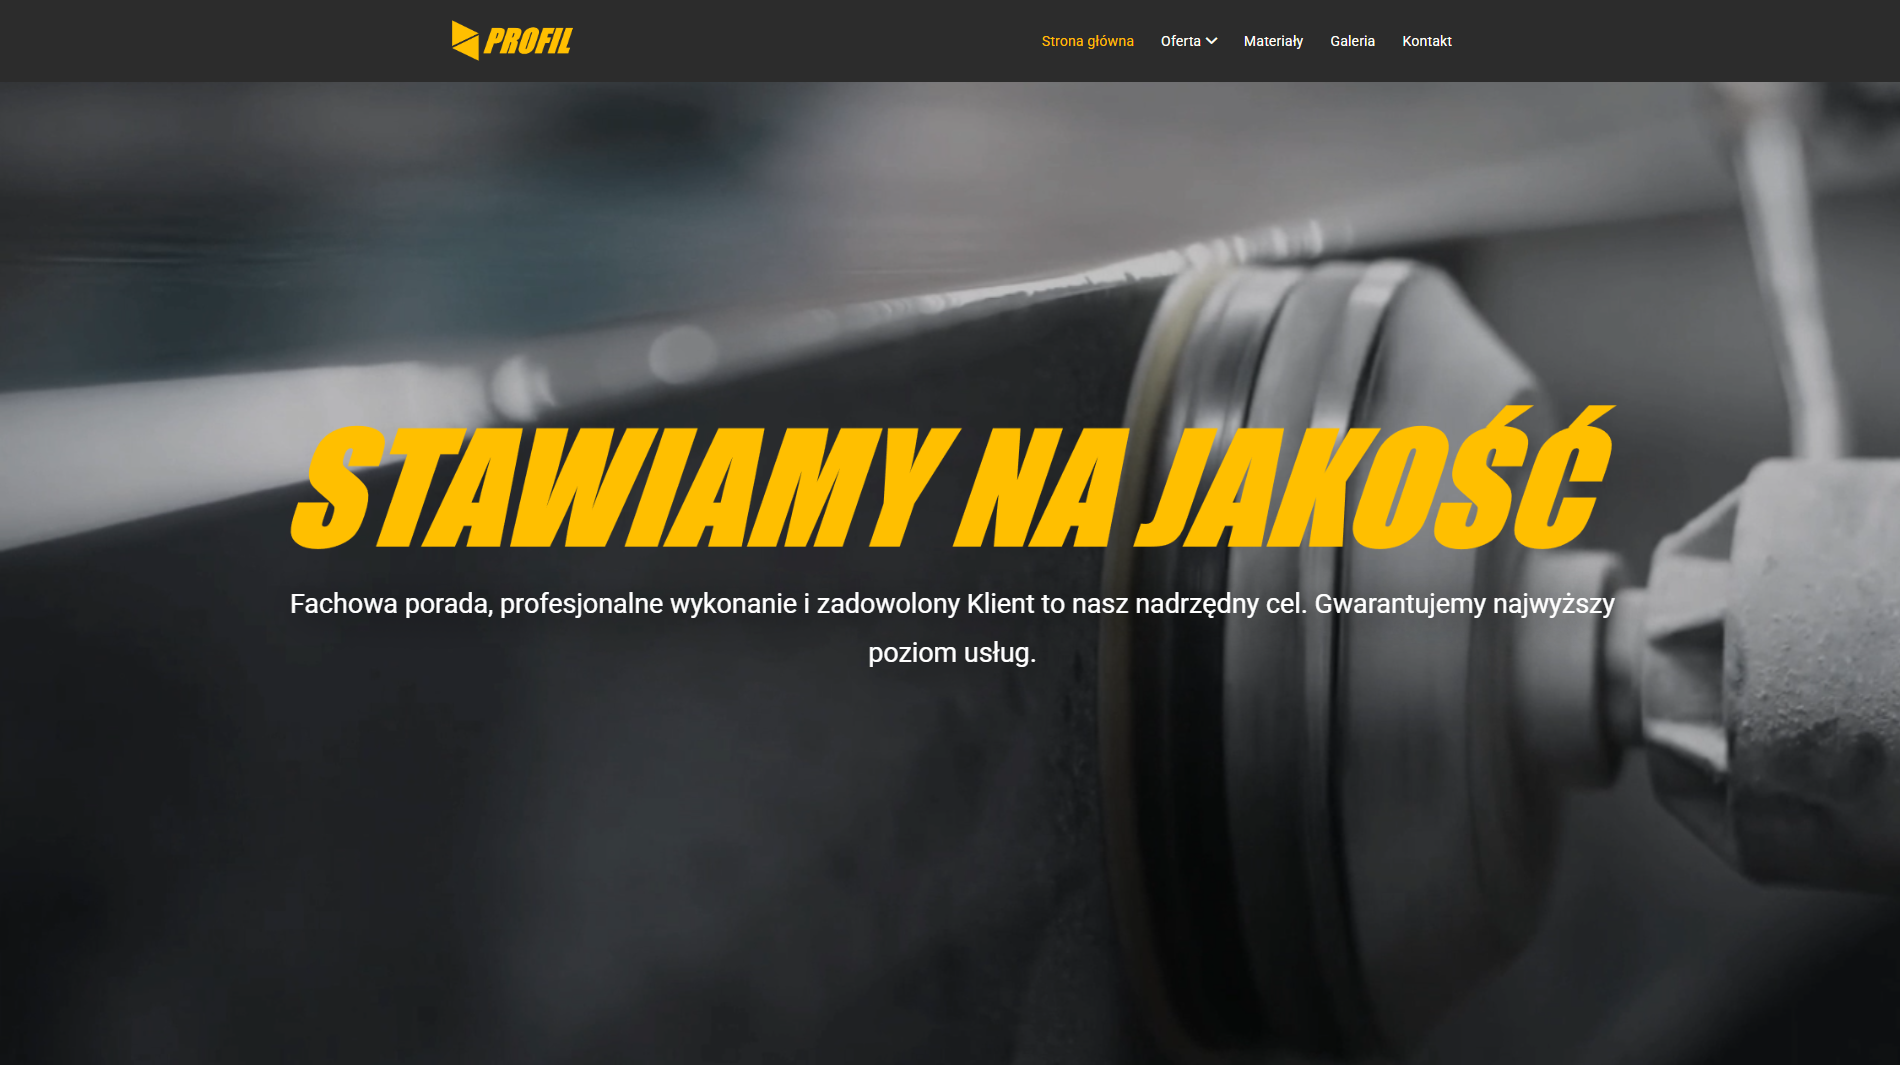 PROFIL
Strona główna Oferta Materiały Galeria Kontakt
STAWIAMY NA JAKOŚĆ
Fachowa porada, profesjonalne wykonanie i zadowolony Klient to nasz nadrzędny cel. Gwarantujemy najwyższy
poziom usług.